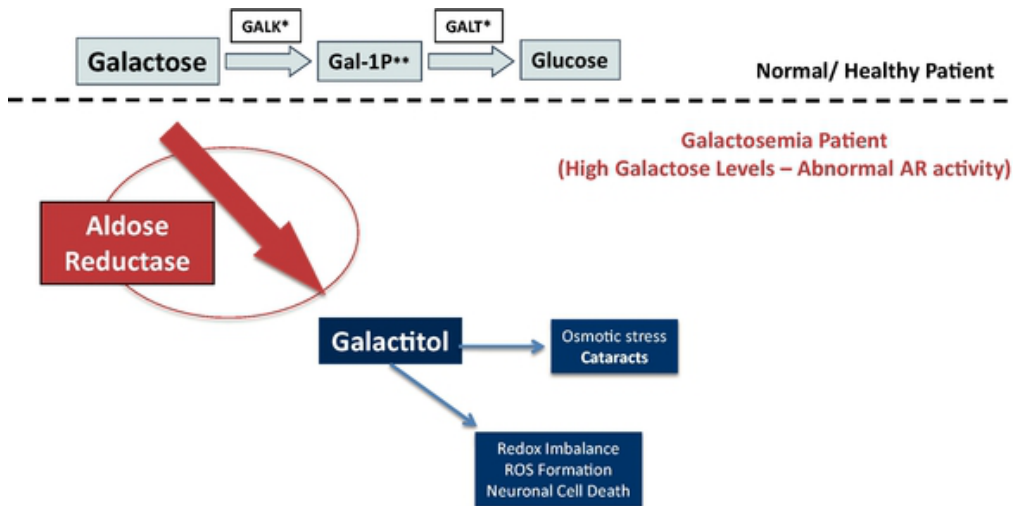 GALK*
GALT*
Galactose
Gal-1P**
Glucose
Normal/ Healthy Patient
Galactosemia Patient
(High Galactose Levels – Abnormal AR activity)
Aldose
Reductase
Galactitol
Osmotic stress
Cataracts
Redox Imbalance
ROS Formation
Neuronal Cell Death